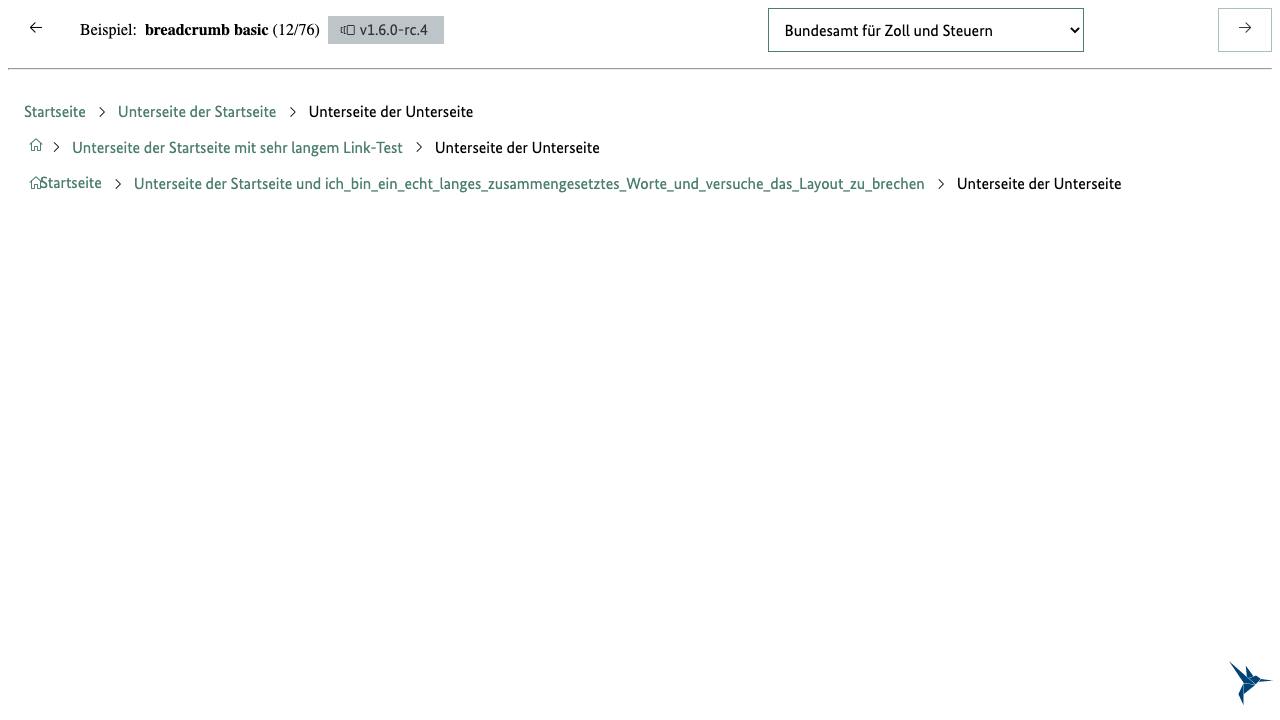 Beispiel: breadcrumb basic (12/76) v1.6.0-rc.4 Bundesamt für Zoll und Steuern
Startseite Unterseite der Startseite Unterseite der Unterseite
Unterseite der Startseite mit sehr langem Link-Test Unterseite der Unterseite
Startseite Unterseite der Startseite und ich_bin_ein_echt_langes_zusammengesetztes_Worte_und_versuche_das_Layout_zu_brechen Unterseite der Unterseite